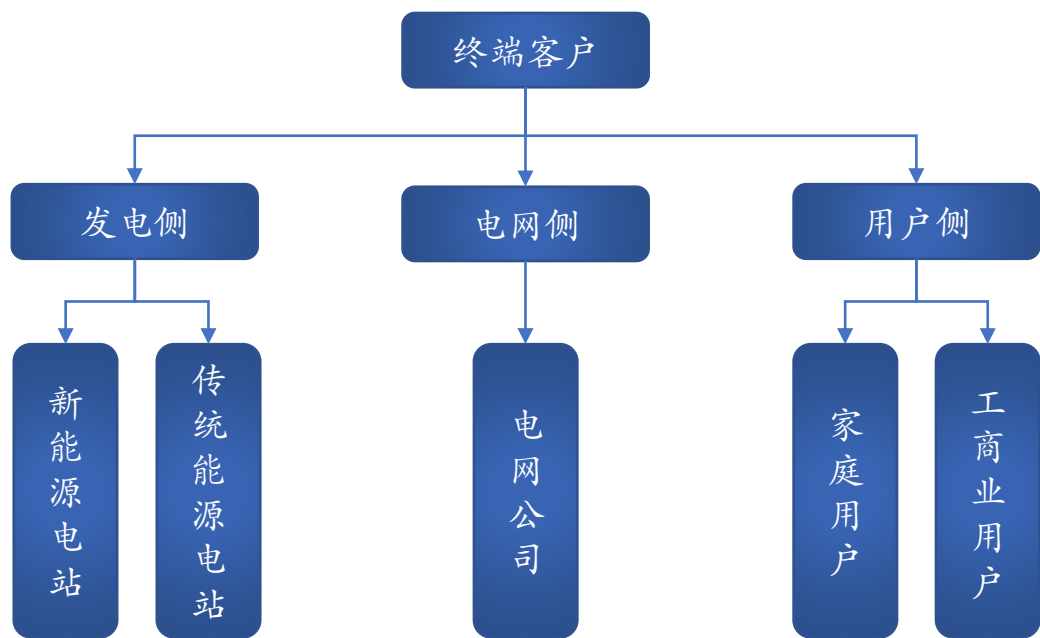 终端客户
发电侧
电网侧
用户侧
新能源电站
传统能源电站
电网公司
家庭用户
工商业用户